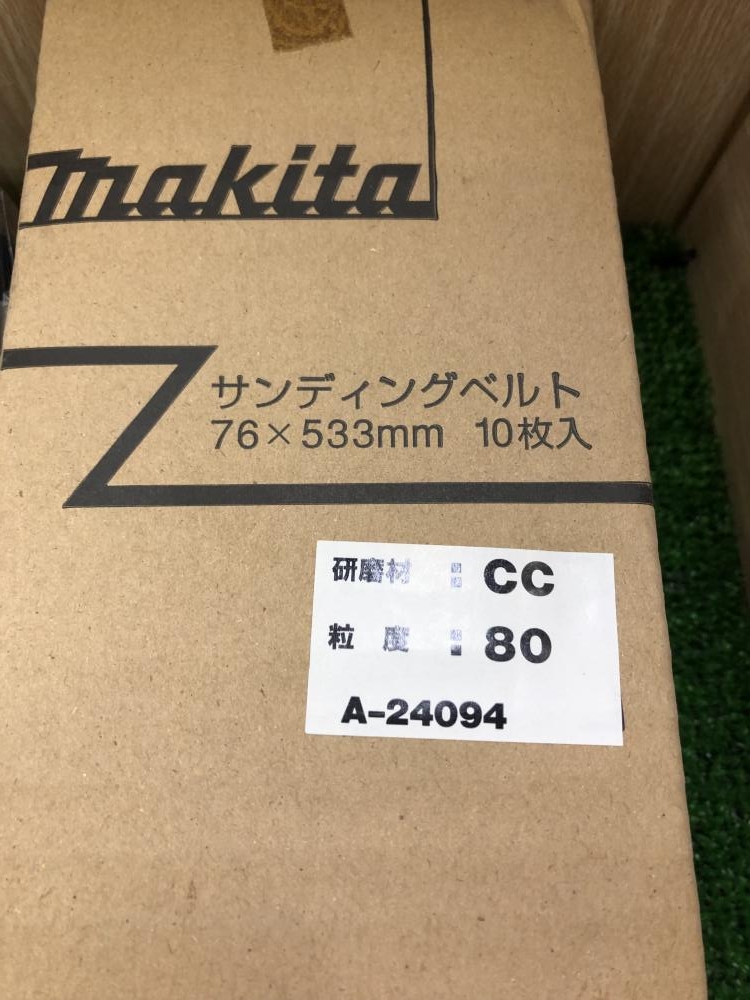 makita
サンディングベルト
76×533mm 10枚入
研磨材 : CC
粒 度 : 80
A-24094